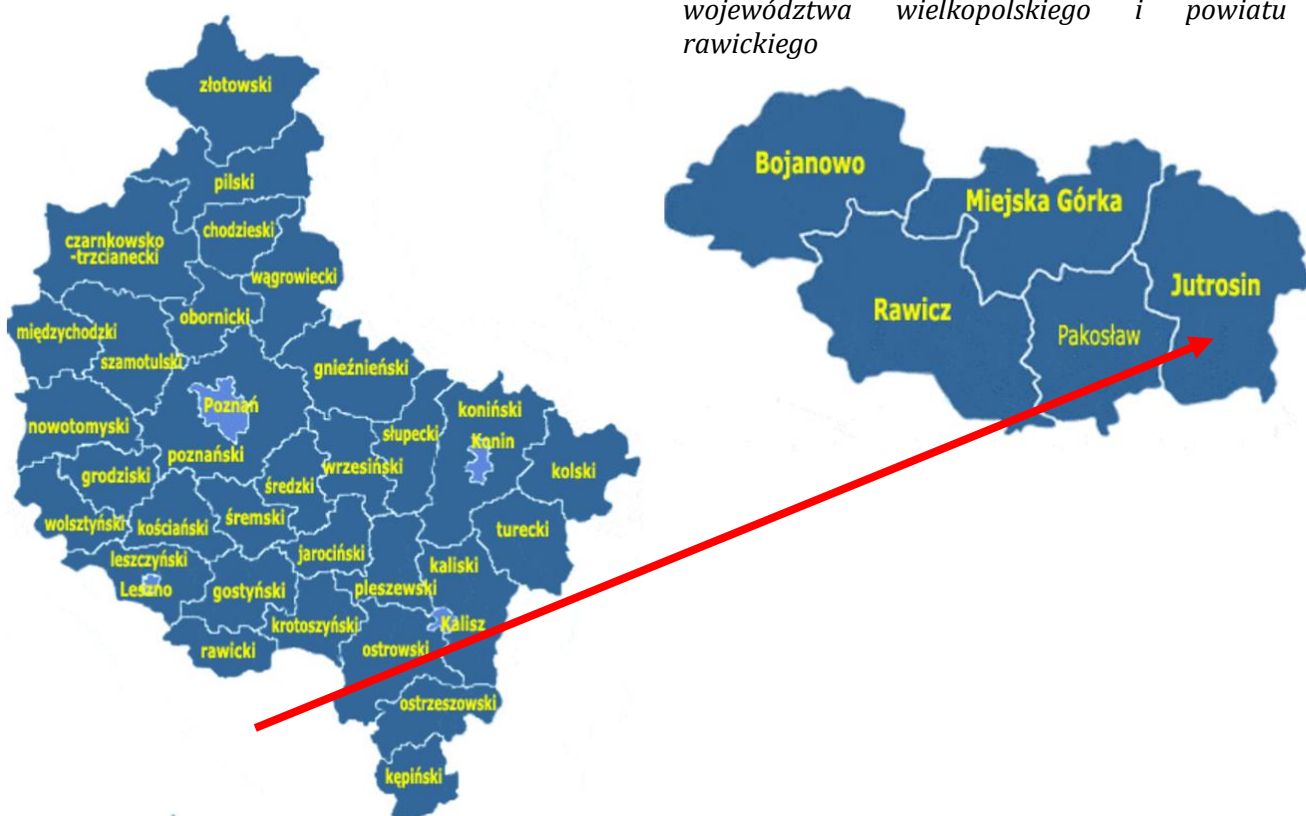 województwa wielkopolskiego i powiatu
rawickiego
złotowski
pilski
chodzieski
czarnkowsko
-trzcianecki
wągrowiecki
obornicki
międzychodzki
szamotulski
gnieźnieński
Poznań
koniński
nowotomyski
słupecki
Konin
poznański
wrzesiński
kolski
grodziski
średzki
wolsztyński
kościański
śremski
turecki
jarociński
leszczyński
kaliski
Leszno
gostyński
pleszewski
krotoszyński
Kalisz
rawicki
ostrowski
ostrzeszowski
kępiński
Bojanowo
Miejska Górka
Jutrosin
Rawicz
Pakosław